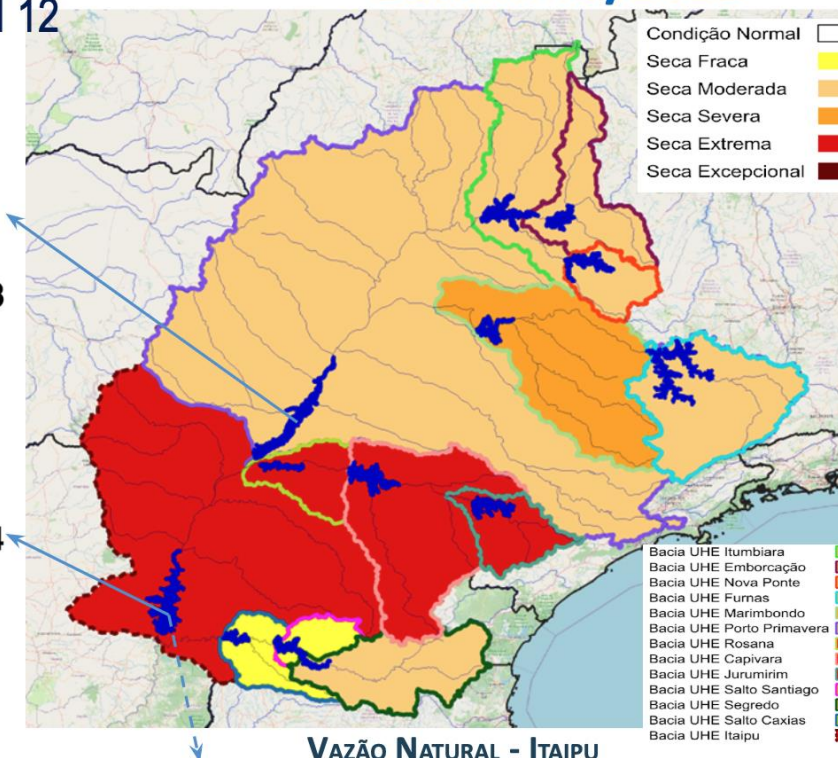 12
Condição Normal
Seca Fraca
Seca Moderada
Seca Severa
Seca Extrema
Seca Excepcional
Bacia UHE Itumbiara
Bacia UHE Emborcação
Bacia UHE Nova Ponte
Bacia UHE Furnas
Bacia UHE Marimbondo
Bacia UHE Porto Primavera
Bacia UHE Rosana
Bacia UHE Capivara
Bacia UHE Jurumirim
Bacia UHE Salto Santiago
Bacia UHE Segredo
Bacia UHE Salto Caxias
Bacia UHE Itaipu
VAZÃO NATURAL - ITAIPU